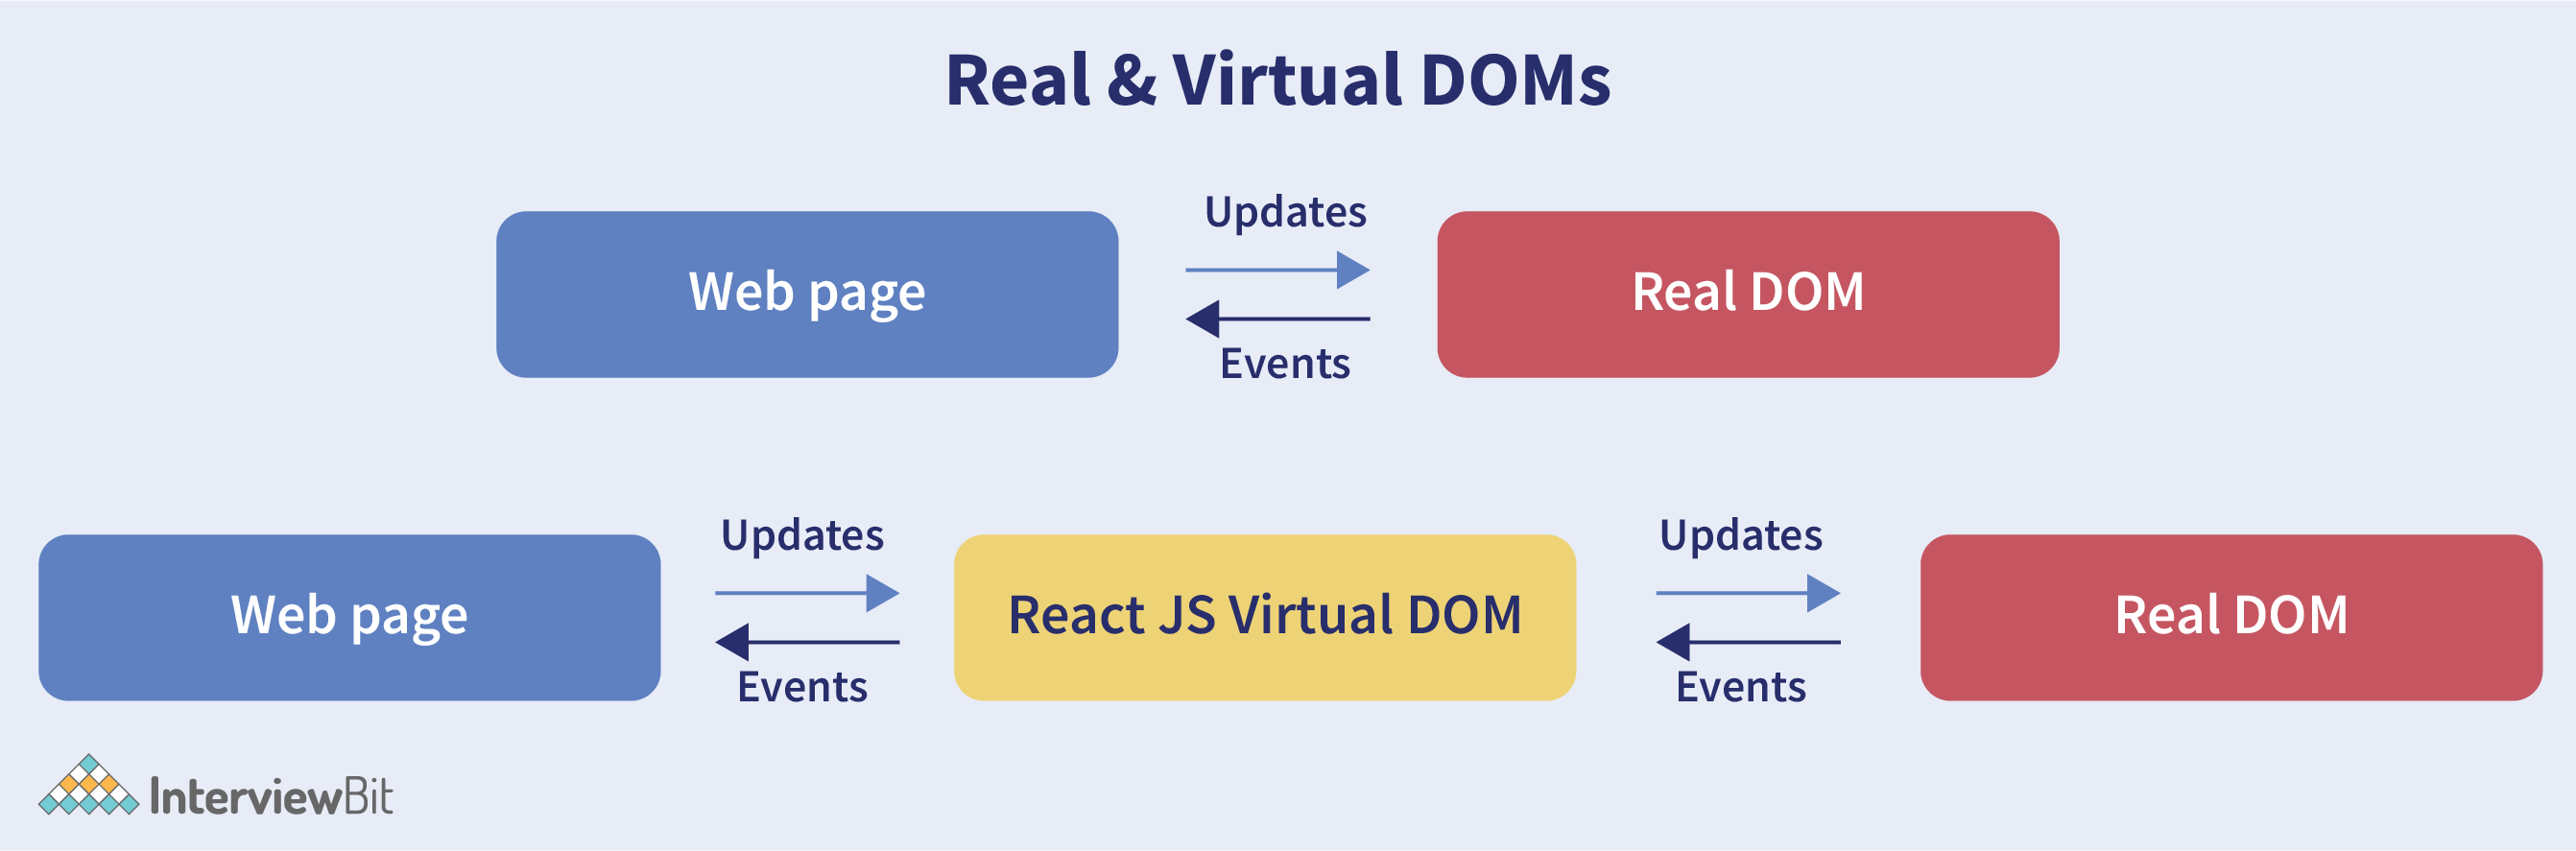 Real & Virtual DOMs
Updates
Web page
Real DOM
Events
Updates
Updates
Web page
React JS Virtual DOM
Real DOM
Events
Events
InterviewBit